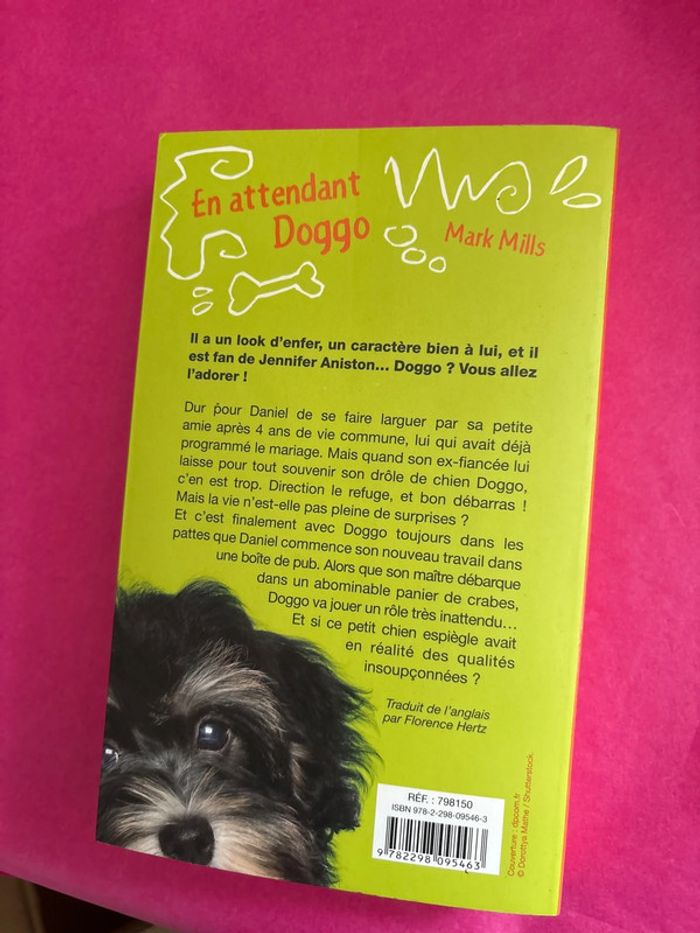 En attendant
Doggo
Mark Mills
Il a un look d'enfer, un caractère bien à lui, et il
est fan de Jennifer Aniston... Doggo ? Vous allez
l'adorer !
Dur pour Daniel de se faire larguer par sa petite
amie après 4 ans de vie commune, lui qui avait déjà
programmé le mariage. Mais quand son ex-fiancée lui
laisse pour tout souvenir son drôle de chien Doggo,
c'en est trop. Direction le refuge, et bon débarras !
Mais la vie n'est-elle pas pleine de surprises ?
Et c'est finalement avec Doggo toujours dans les
pattes que Daniel commence son nouveau travail dans
une boîte de pub. Alors que son maître débarque
dans un abominable panier de crabes,
Doggo va jouer un rôle très inattendu...
Et si ce petit chien espiègle avait
en réalité des qualités
insoupçonnées ?
Traduit de l'anglais
par Florence Hertz
RÉF. : 798150
ISBN 978-2-298-09546-3
9 782298 095463
Couverture : dpcom.fr
© Dorottya Mathe / Shutterstock.